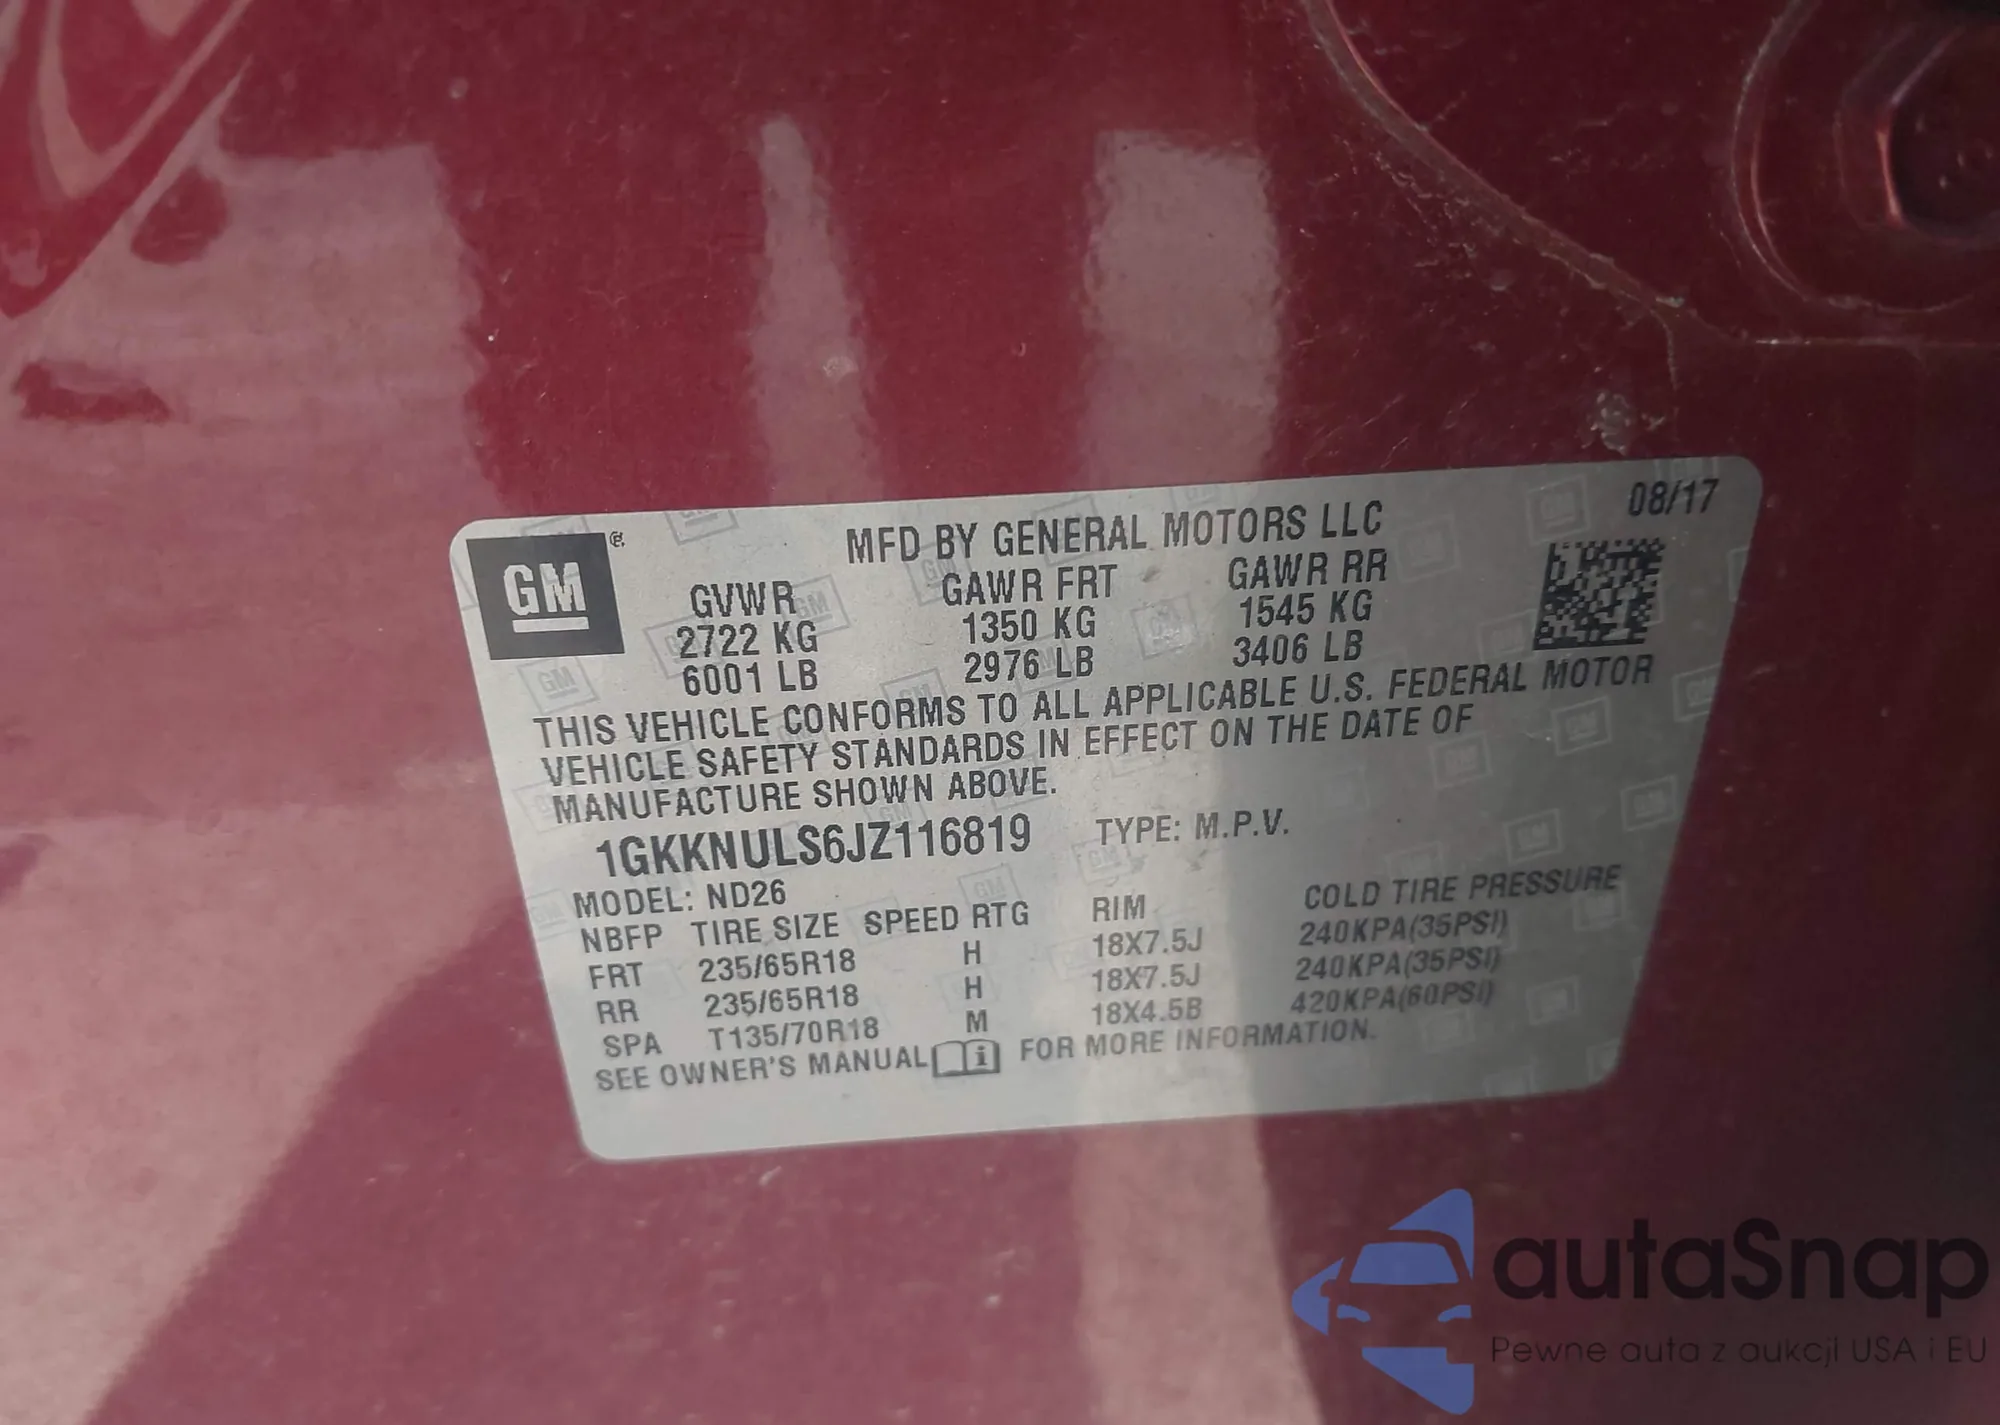 08/17
GM
MFD BY GENERAL MOTORS LLC
GVWR GAWR FRT GAWR RR
2722 KG 1350 KG 1545 KG
6001 LB 2976 LB 3406 LB
THIS VEHICLE CONFORMS TO ALL APPLICABLE U.S. FEDERAL MOTOR
VEHICLE SAFETY STANDARDS IN EFFECT ON THE DATE OF
MANUFACTURE SHOWN ABOVE.
1GKKNULS6JZ116819 TYPE: M.P.V.
MODEL: ND26
NBFP TIRE SIZE SPEED RTG RIM COLD TIRE PRESSURE
FRT 235/65R18 H 18X7.5J 240KPA(35PSI)
RR 235/65R18 H 18X7.5J 240KPA(35PSI)
SPA T135/70R18 M 18X4.5B 420KPA(60PSI)
SEE OWNER'S MANUAL i FOR MORE INFORMATION.
autaSnap
Pewne auta z aukcji USA i EU